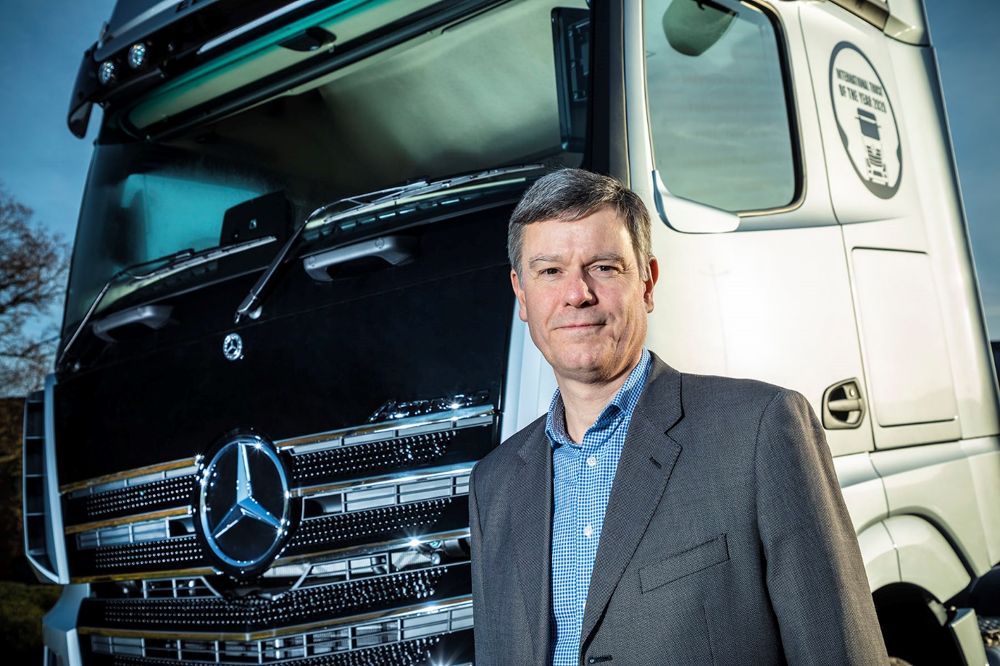 INTERNATIONAL TRUCK
OF THE YEAR 2020